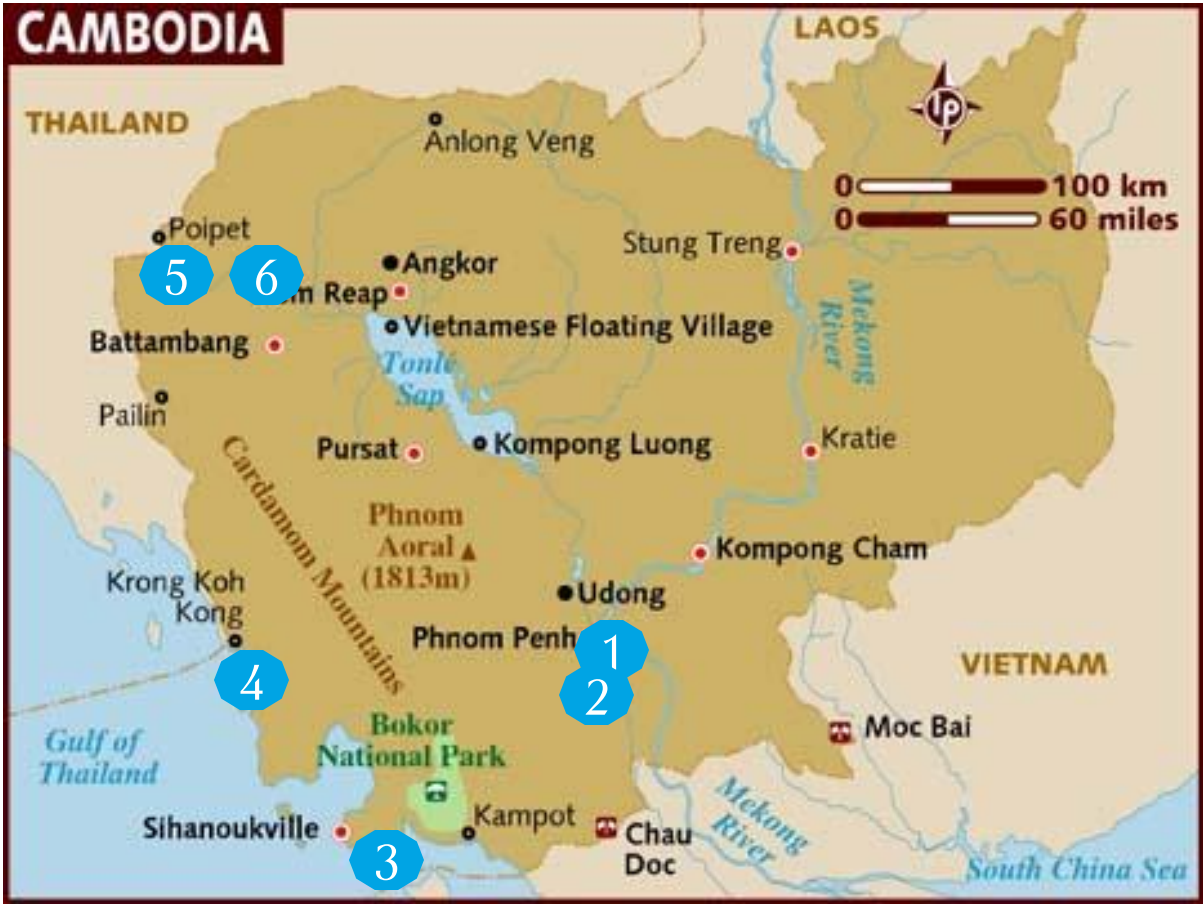 CAMBODIA
LAOS
THAILAND
Anlong Veng
lp
0 100 km
0 60 miles
Poipet
5
6
Angkor
Stung Treng
m Reap
Mekong
River
Vietnamese Floating Village
Battambang
Tonlé
Sap
Pailin
Pursat
Kompong Luong
Kratie
Cardamom Mountains
Phnom
Aoral
(1813m)
Kompong Cham
Krong Koh
Kong
Udong
Phnom Penh
1
2
4
VIETNAM
Gulf of
Thailand
Bokor
National Park
Moc Bai
Sihanoukville
Kampot
3
Chau
Doc
Mekong
River
South China Sea